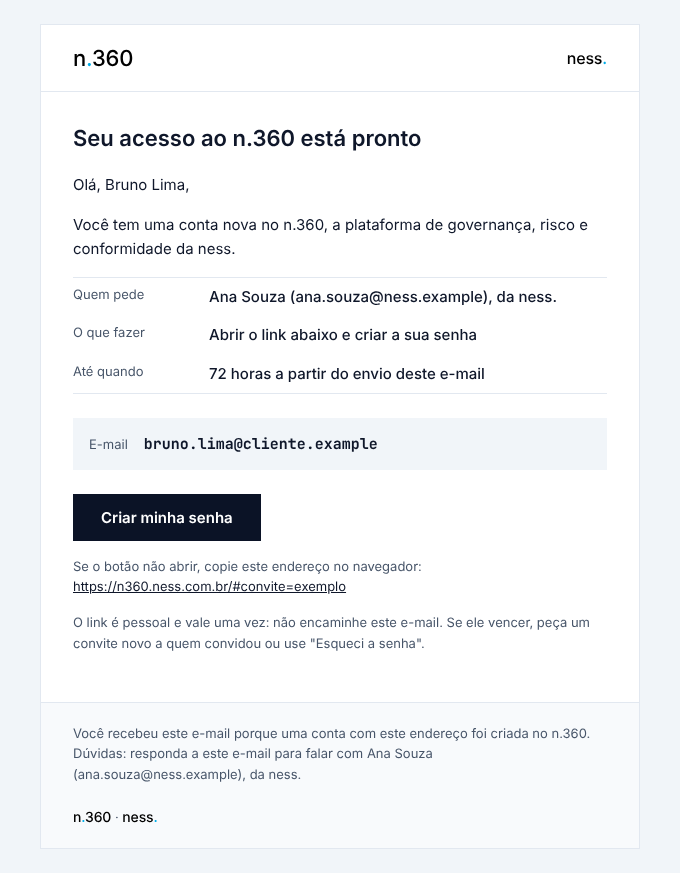 n.360
ness.
Seu acesso ao n.360 está pronto
Olá, Bruno Lima,
Você tem uma conta nova no n.360, a plataforma de governança, risco e
conformidade da ness.
Quem pede
Ana Souza (ana.souza@ness.example), da ness.
O que fazer
Abrir o link abaixo e criar a sua senha
Até quando
72 horas a partir do envio deste e-mail
E-mail bruno.lima@cliente.example
Criar minha senha
Se o botão não abrir, copie este endereço no navegador:
https://n360.ness.com.br/#convite=exemplo
O link é pessoal e vale uma vez: não encaminhe este e-mail. Se ele vencer, peça um
convite novo a quem convidou ou use "Esqueci a senha".
Você recebeu este e-mail porque uma conta com este endereço foi criada no n.360.
Dúvidas: responda a este e-mail para falar com Ana Souza
(ana.souza@ness.example), da ness.
n.360 · ness.